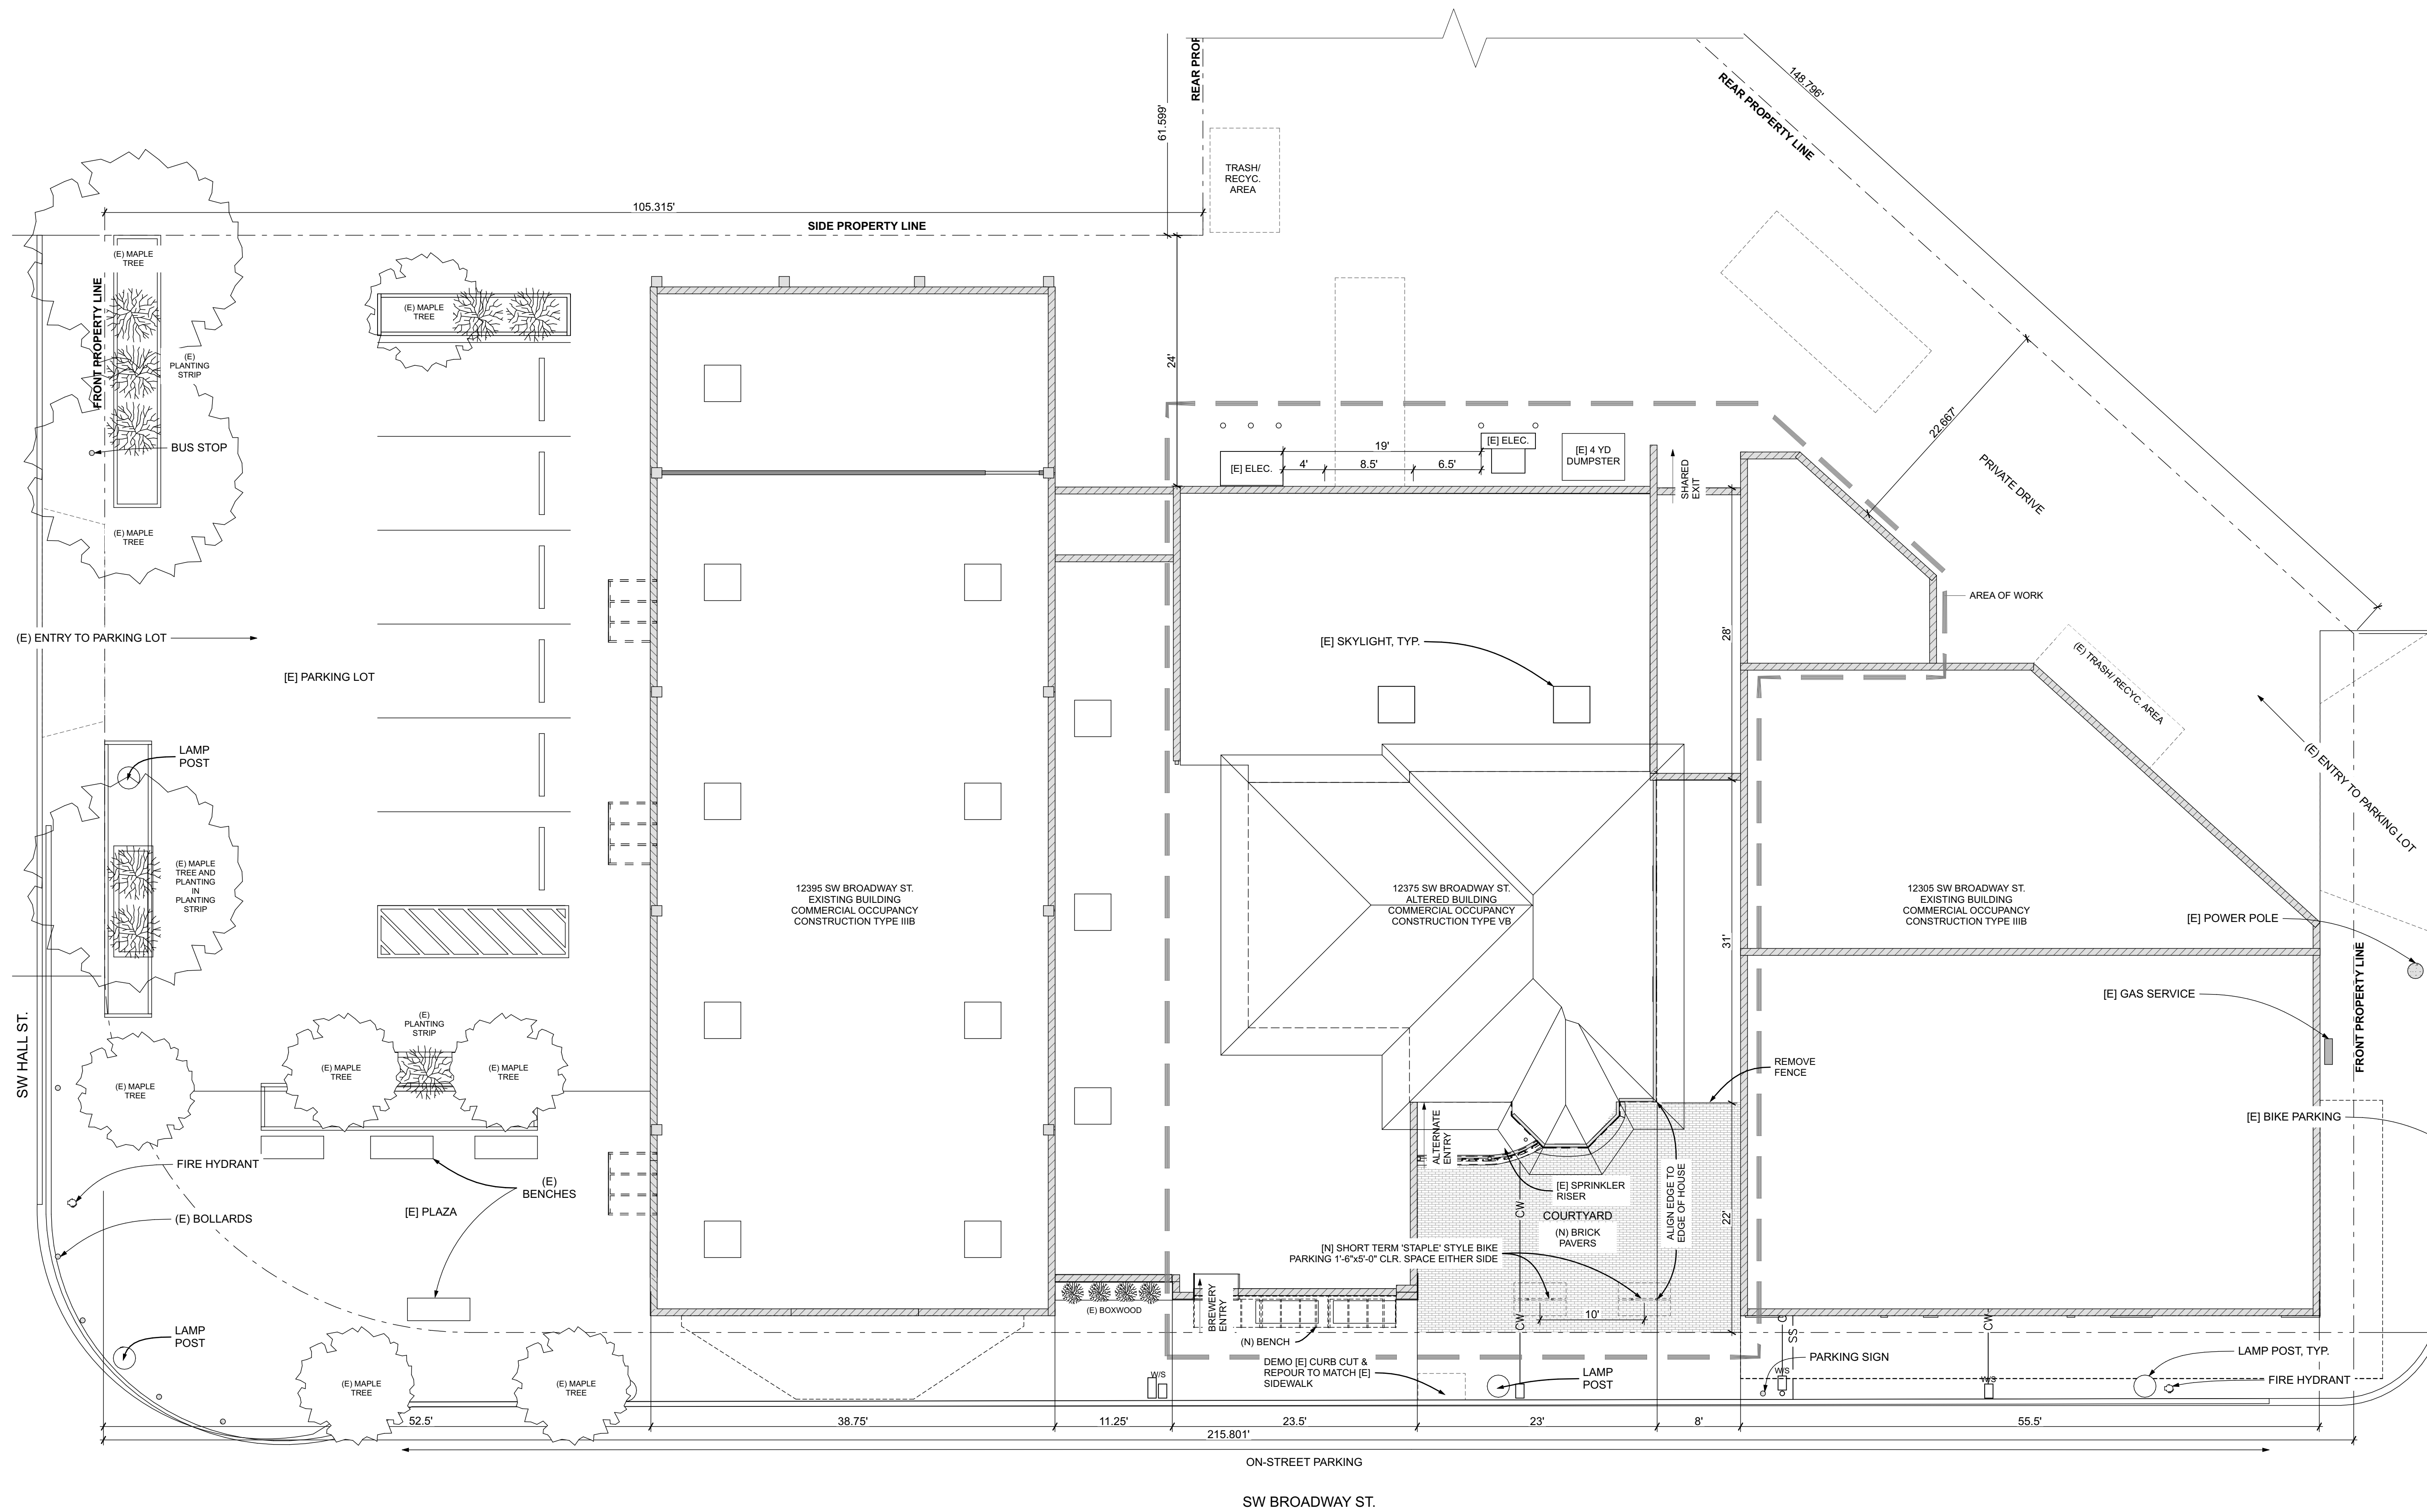 REAR PROP
61.599'
148.796'
REAR PROPERTY LINE
TRASH/
RECYC.
AREA
105.315'
SIDE PROPERTY LINE
(E) MAPLE
TREE
FRONT PROPERTY LINE
(E)
PLANTING
STRIP
(E) MAPLE
TREE
BUS STOP
(E) MAPLE
TREE
24'
[E] ELEC.
19'
4'
8.5'
6.5'
[E] ELEC.
[E] 4 YD
DUMPSTER
SHARED
EXIT
22.667'
PRIVATE DRIVE
AREA OF WORK
(E) ENTRY TO PARKING LOT
[E] PARKING LOT
[E] SKYLIGHT, TYP.
28'
(E) TRASH/ RECYC. AREA
(E) ENTRY TO PARKING LOT
LAMP
POST
(E) MAPLE
TREE AND
PLANTING
IN
PLANTING
STRIP
12395 SW BROADWAY ST.
EXISTING BUILDING
COMMERCIAL OCCUPANCY
CONSTRUCTION TYPE IIIB
12375 SW BROADWAY ST.
ALTERED BUILDING
COMMERCIAL OCCUPANCY
CONSTRUCTION TYPE VB
31'
12305 SW BROADWAY ST.
EXISTING BUILDING
COMMERCIAL OCCUPANCY
CONSTRUCTION TYPE IIIB
[E] POWER POLE
[E] GAS SERVICE
FRONT PROPERTY LINE
SW HALL ST.
(E)
PLANTING
STRIP
(E) MAPLE
TREE
(E) MAPLE
TREE
(E) MAPLE
TREE
REMOVE
FENCE
[E] BIKE PARKING
ALTERNATE
ENTRY
FIRE HYDRANT
(E)
BENCHES
(E) BOLLARDS
[E] PLAZA
[E] SPRINKLER
RISER
CW
COURTYARD
(N) BRICK
PAVERS
ALIGN EDGE TO
EDGE OF HOUSE
22'
[N] SHORT TERM 'STAPLE' STYLE BIKE
PARKING 1'-6"x5'-0" CLR. SPACE EITHER SIDE
BREWERY
ENTRY
(E) BOXWOOD
10'
CW
G
SS
CW
LAMP
POST
(N) BENCH
DEMO [E] CURB CUT &
REPOUR TO MATCH [E]
SIDEWALK
LAMP
POST
PARKING SIGN
LAMP POST, TYP.
FIRE HYDRANT
W/S
W/S
W/S
(E) MAPLE
TREE
(E) MAPLE
TREE
52.5'
38.75'
11.25'
23.5'
23'
8'
55.5'
215.801'
ON-STREET PARKING
SW BROADWAY ST.